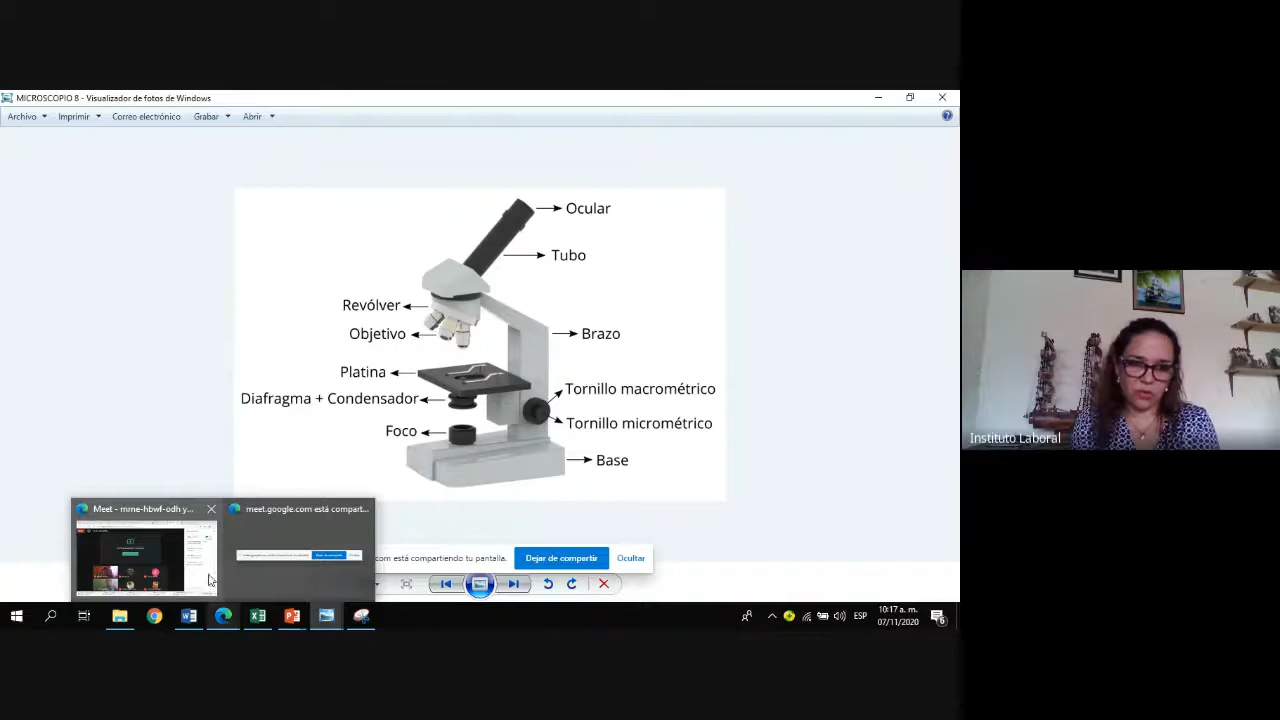 MICROSCOPIO 8 - Visualizador de fotos de Windows
Archivo Imprimir Correo electrónico Grabar Abrir
Ocular
Tubo
Revólver
Objetivo
Brazo
Platina
Tornillo macrométrico
Diafragma + Condensador
Tornillo micrométrico
Foco
Base
Instituto Laboral
Meet - mme-hbwf-odh y...
meet.google.com está compart...
com está compartiendo tu pantalla.
Dejar de compartir
Ocultar
ESP
10:17 a. m.
07/11/2020
6